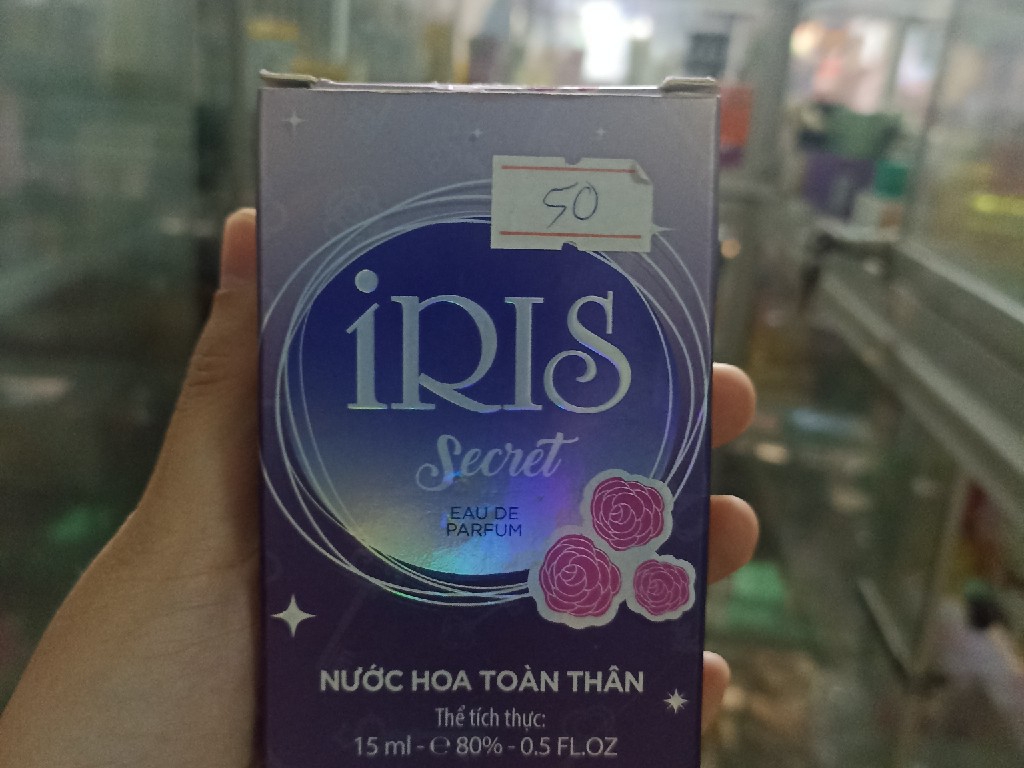 50
iRIS
Secret
EAU DE
PARFUM
NƯỚC HOA TOÀN THÂN
Thể tích thực:
15 ml - ℮ 80% - 0.5 FL.OZ